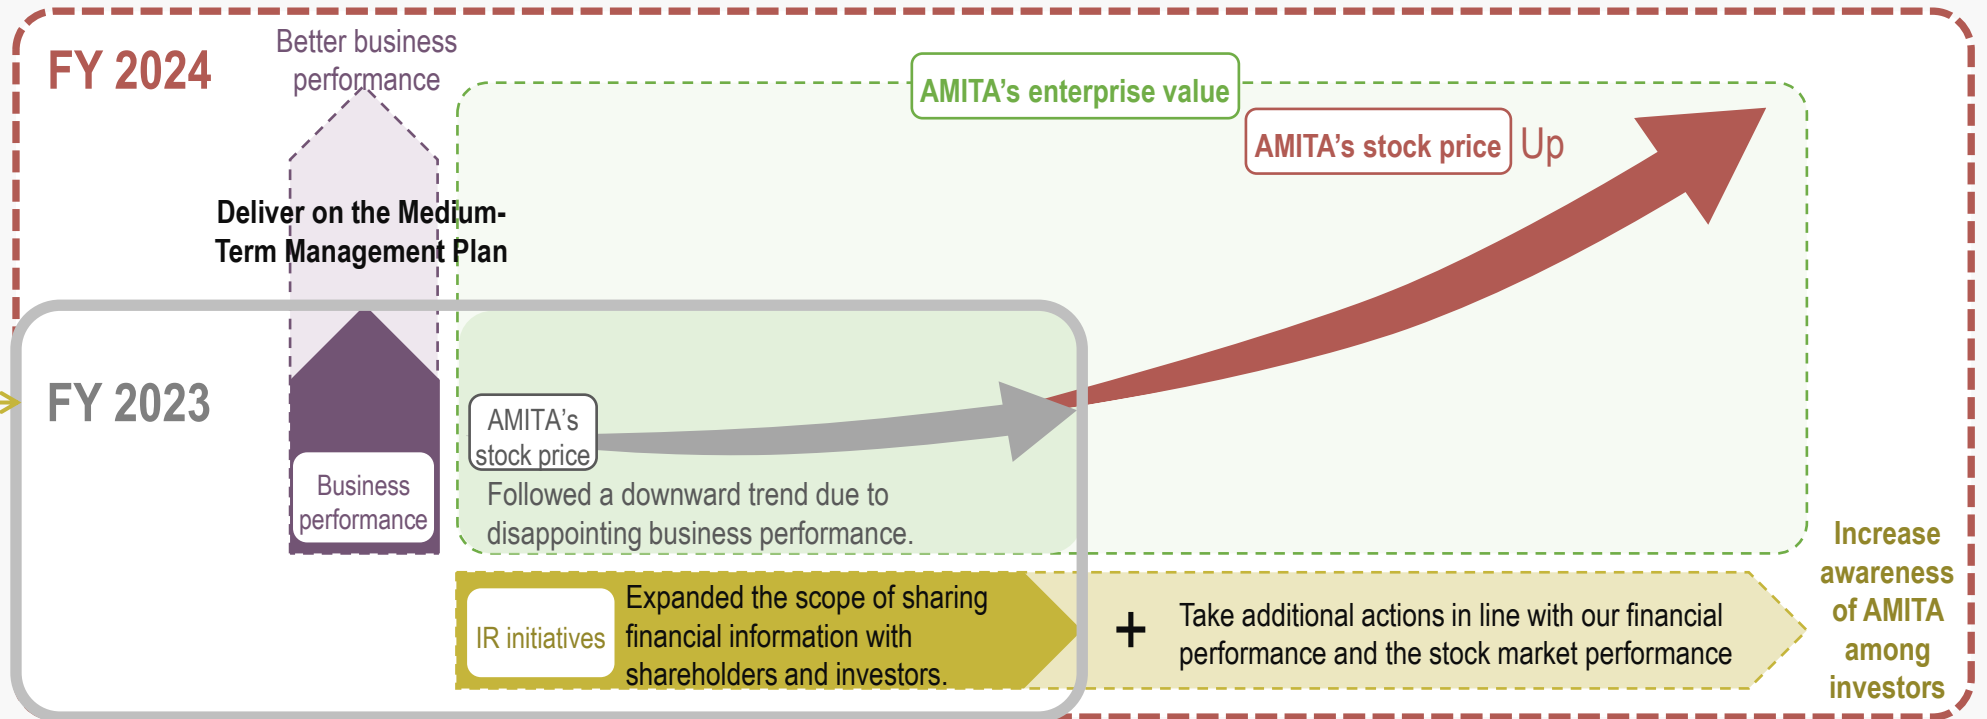 FY 2024
Better business
performance
AMITA's enterprise value
AMITA's stock price Up
Deliver on the Medium-
Term Management Plan
FY 2023
AMITA's
stock price
Business
performance
Followed a downward trend due to
disappointing business performance.
IR initiatives
Expanded the scope of sharing
financial information with
shareholders and investors.
+
Take additional actions in line with our financial
performance and the stock market performance
Increase
awareness
of AMITA
among
investors